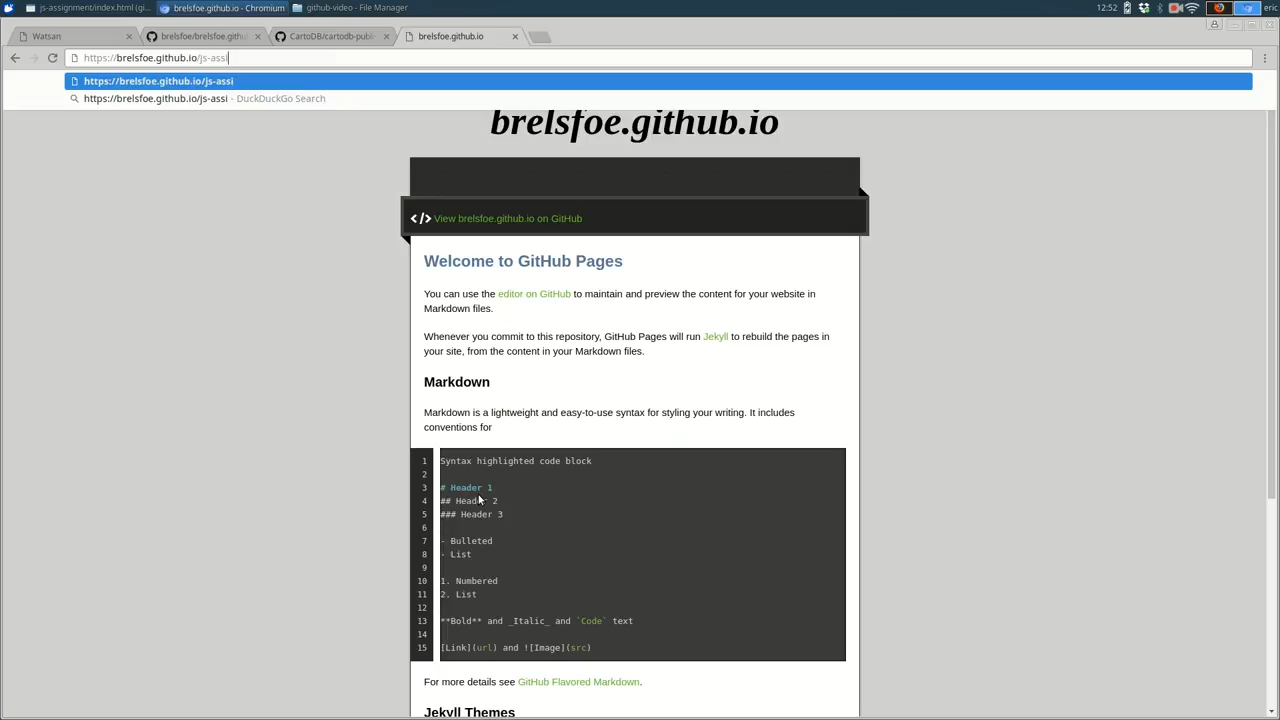 js-assignment/index.html (gi...
brelsfoe.github.io - Chromium
github-video - File Manager
12:52
eric
Watsan
brelsfoe/brelsfoe.githu
CartoDB/cartodb-publi
brelsfoe.github.io
https://brelsfoe.github.io/js-assi
https://brelsfoe.github.io/js-assi
https://brelsfoe.github.io/js-assi - DuckDuckGo Search
brelsfoe.github.io
View brelsfoe.github.io on GitHub
Welcome to GitHub Pages
You can use the editor on GitHub to maintain and preview the content for your website in
Markdown files.
Whenever you commit to this repository, GitHub Pages will run Jekyll to rebuild the pages in
your site, from the content in your Markdown files.
Markdown
Markdown is a lightweight and easy-to-use syntax for styling your writing. It includes
conventions for
1 Syntax highlighted code block
2
3 # Header 1
4 ## Header 2
5 ### Header 3
6
7 - Bulleted
8 - List
9
10 1. Numbered
11 2. List
12
13 **Bold** and _Italic_ and `Code` text
14
15 [Link](url) and ![Image](src)
For more details see GitHub Flavored Markdown.
Jekyll Themes